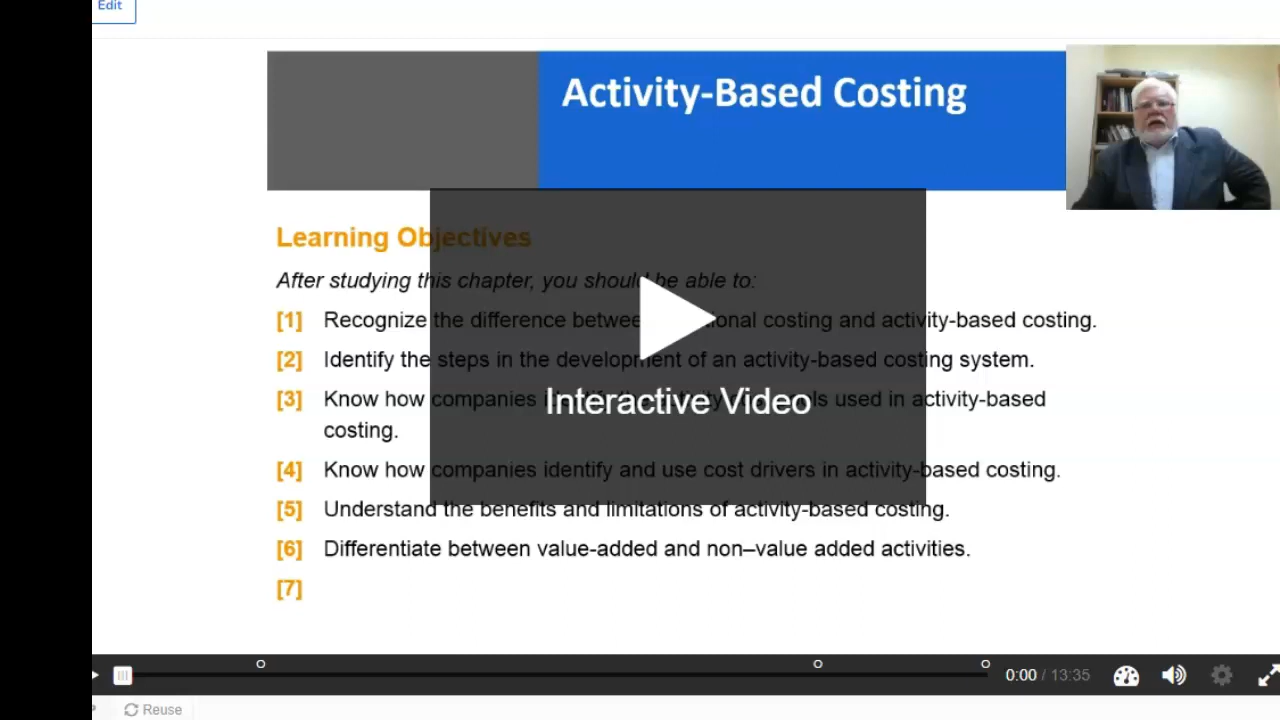 Edit
Activity-Based Costing
Learning Objectives
After studying this chapter, you should be able to:
[1] Recognize the difference between traditional costing and activity-based costing.
[2] Identify the steps in the development of an activity-based costing system.
[3] Know how companies identify the activity cost pools used in activity-based
costing.
Interactive Video
[4] Know how companies identify and use cost drivers in activity-based costing.
[5] Understand the benefits and limitations of activity-based costing.
[6] Differentiate between value-added and non–value added activities.
[7]
0:00 / 13:35
Reuse